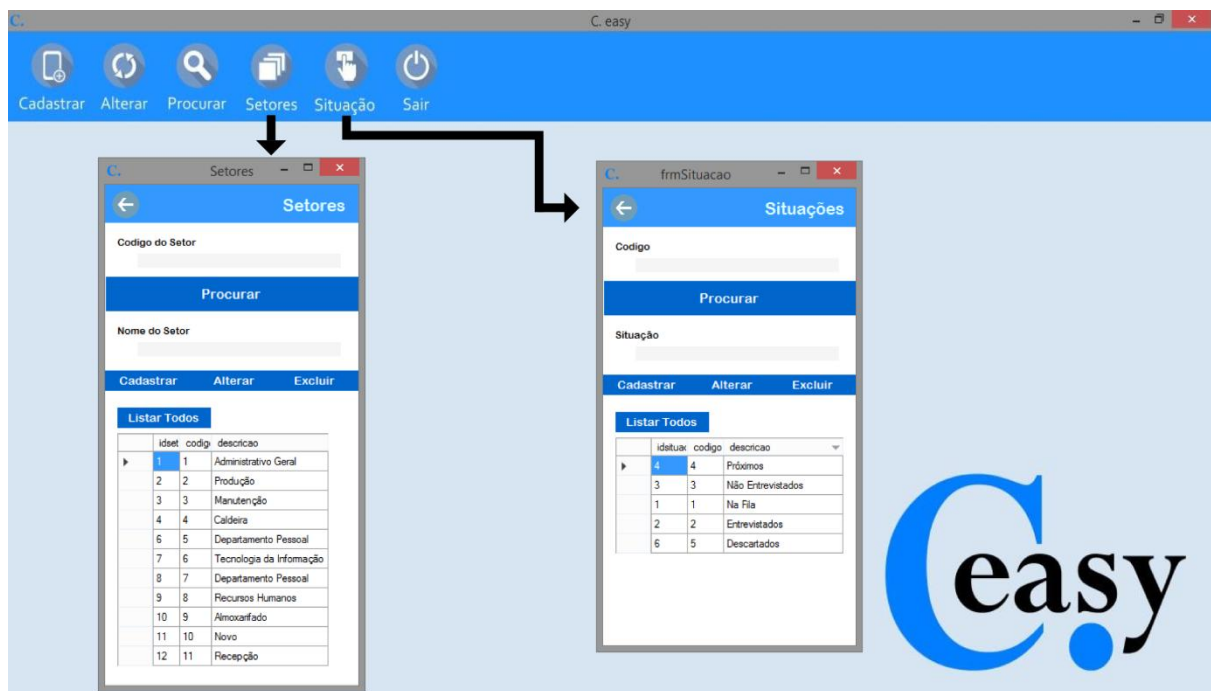 C. C. easy
Cadastrar Alterar Procurar Setores Situação Sair
C. Setores
Setores
Codigo do Setor
Procurar
Nome do Setor
Cadastrar Alterar Excluir
Listar Todos
idset codig descricao
1 1 Administrativo Geral
2 2 Produção
3 3 Manutenção
4 4 Caldeira
6 5 Departamento Pessoal
7 6 Tecnologia da Informação
8 7 Departamento Pessoal
9 8 Recursos Humanos
10 9 Almoxarifado
11 10 Novo
12 11 Recepção
C. frmSituacao
Situações
Codigo
Procurar
Situação
Cadastrar Alterar Excluir
Listar Todos
idsituac codigo descricao
4 4 Próximos
3 3 Não Entrevistados
1 1 Na Fila
2 2 Entrevistados
6 5 Descartados
C. easy